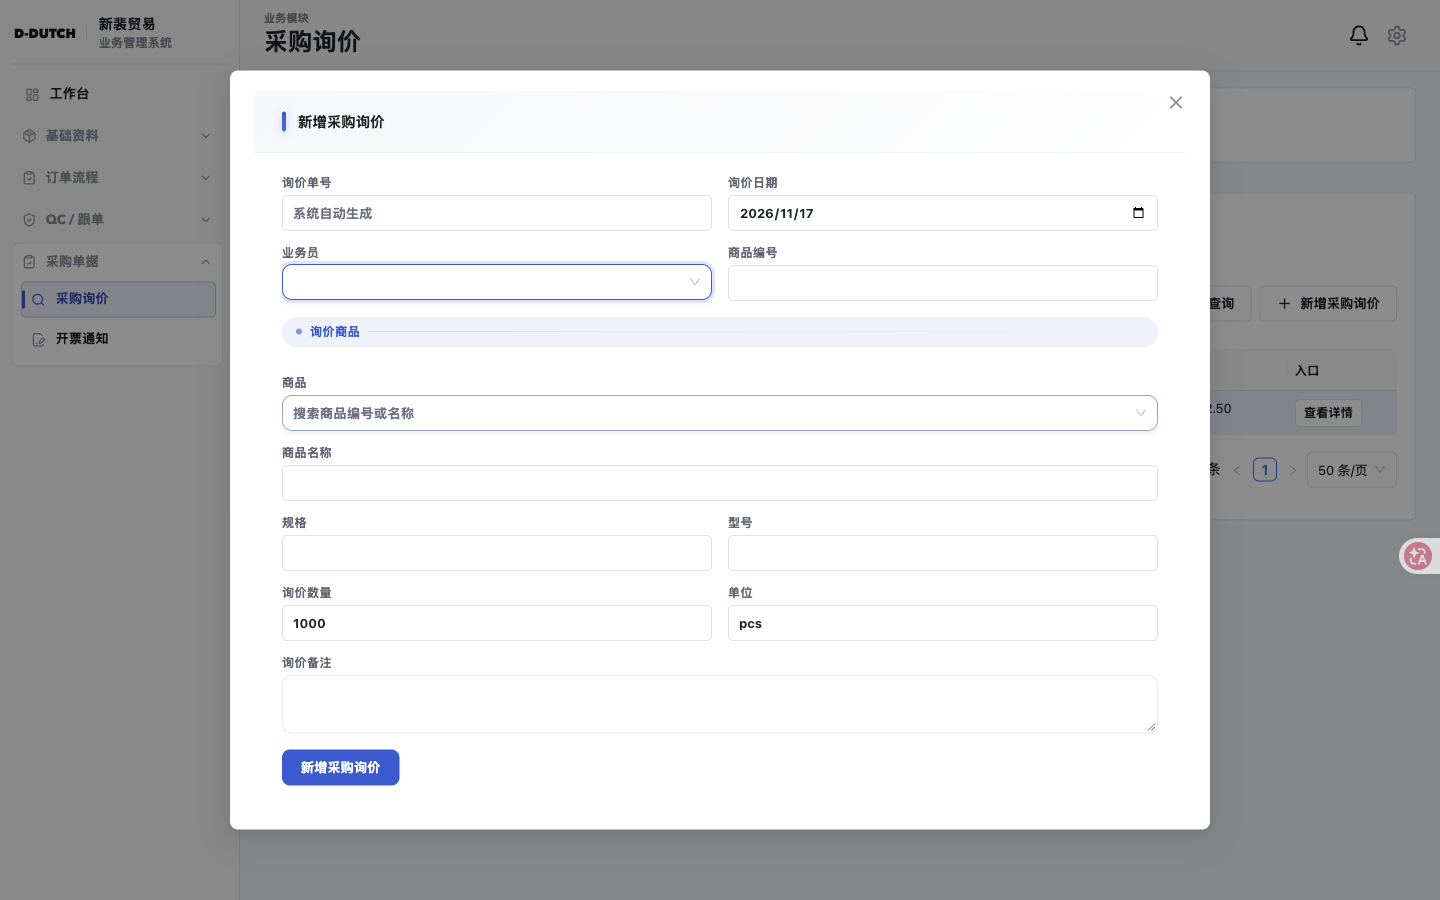 D-DUTCH
新裴贸易
业务管理系统
工作台
基础资料
订单流程
QC / 跟单
采购单据
采购询价
开票通知
业务模块
采购询价
新增采购询价
询价单号
系统自动生成
询价日期
2026/11/17
业务员
商品编号
询价商品
商品
搜索商品编号或名称
商品名称
规格
型号
询价数量
1000
单位
pcs
询价备注
新增采购询价
查询
新增采购询价
入口
2.50
查看详情
条
1
50 条/页